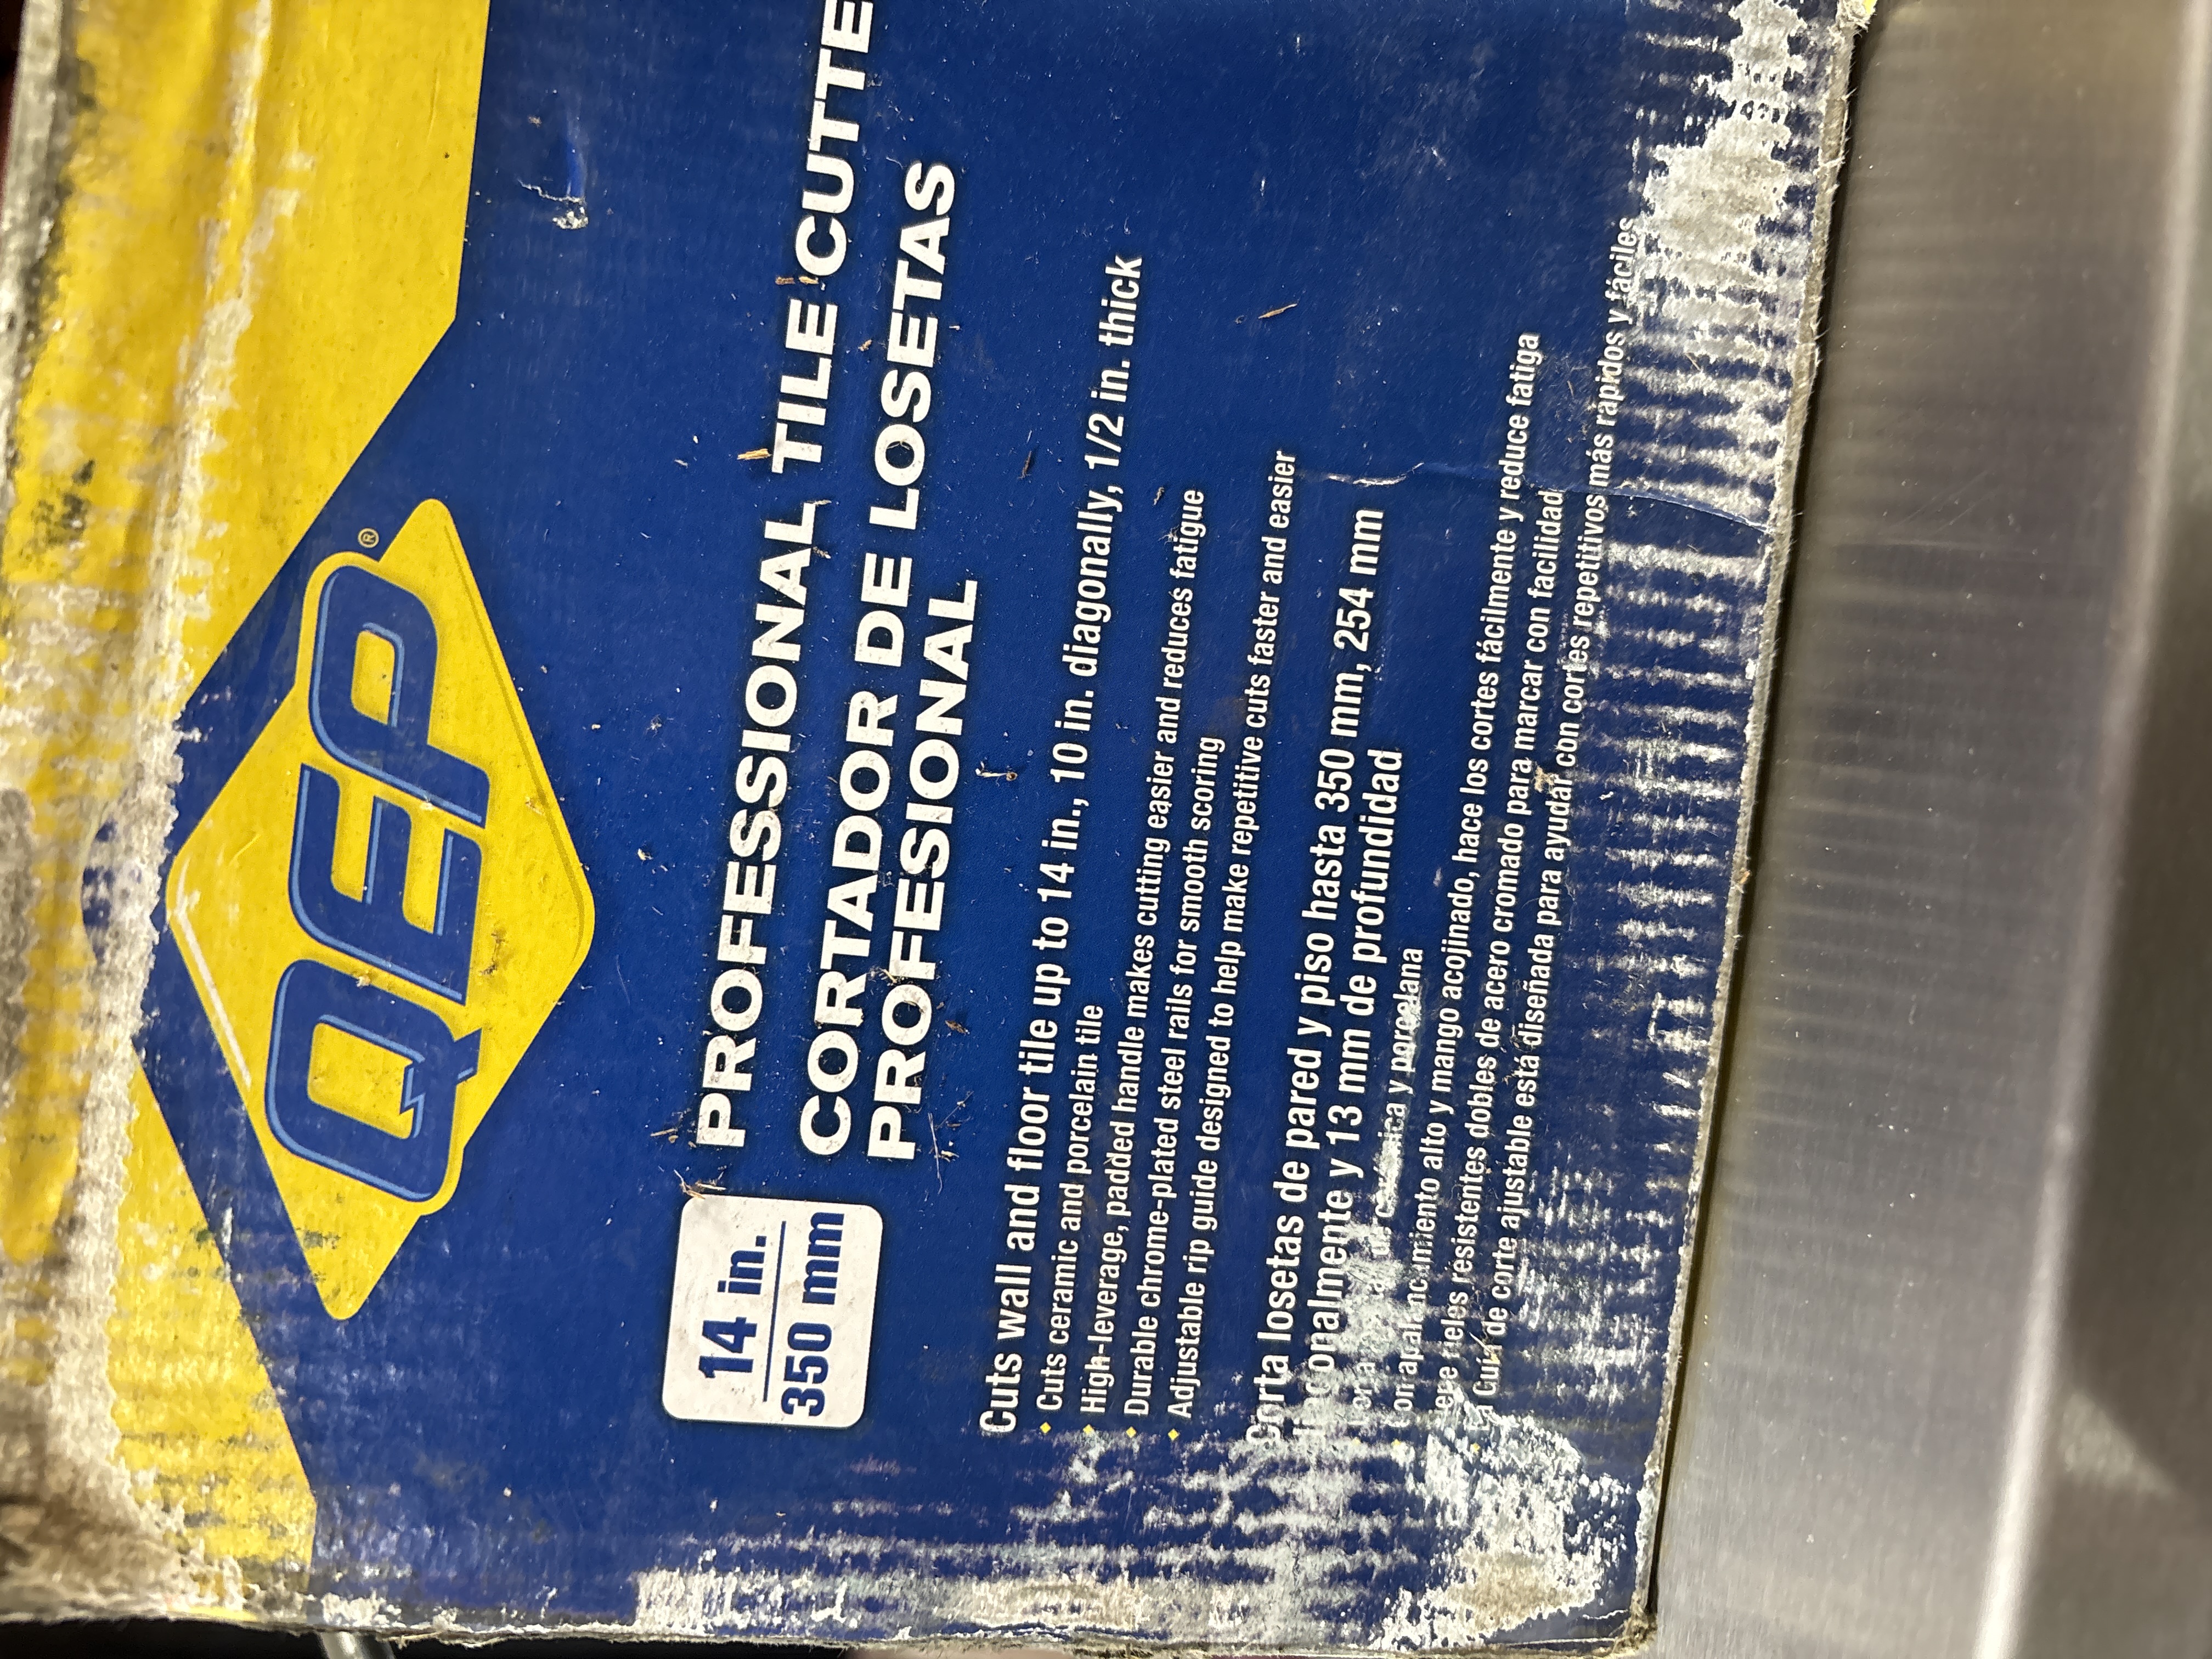 QEP®
14 in.
350 mm
PROFESSIONAL TILE CUTTE
CORTADOR DE LOSETAS
PROFESIONAL
Cuts wall and floor tile up to 14 in., 10 in. diagonally, 1/2 in. thick
Cuts ceramic and porcelain tile
High-leverage, padded handle makes cutting easier and reduces fatigue
Durable chrome-plated steel rails for smooth scoring
Adjustable rip guide designed to help make repetitive cuts faster and easier
Corta losetas de pared y piso hasta 350 mm, 254 mm
y 13 mm de profundidad
y porcelana
alto y mango acojinado, hace los cortes fácilmente y reduce fatiga
rieles resistentes dobles de acero cromado para marcar con facilidad
Guía de corte ajustable está diseñada para ayudar con cortes repetitivos más rápidos y fáciles